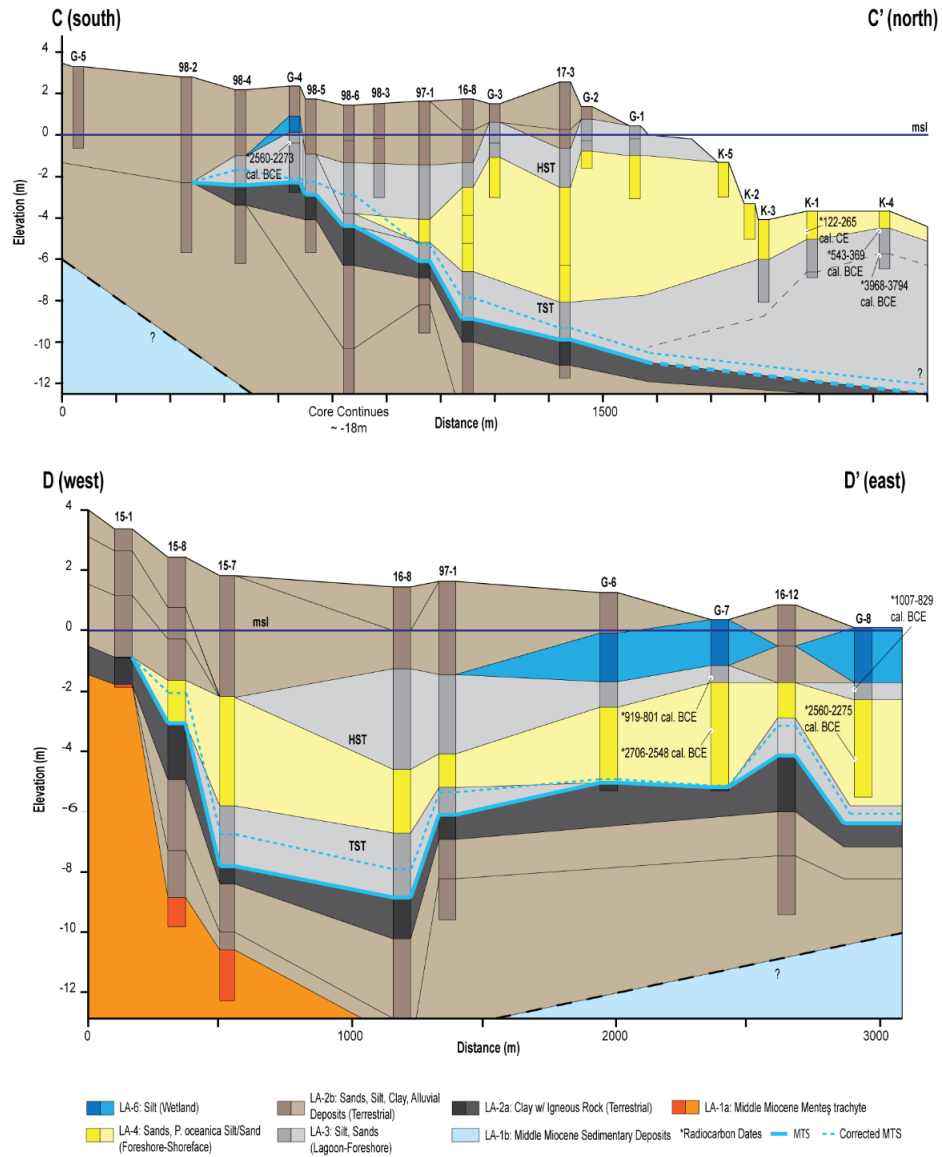 C (south)
C' (north)
G-5
98-2
98-4
G-4
98-5
98-6
98-3
97-1
16-8
G-3
17-3
G-2
G-1
K-5
K-2
K-3
K-1
K-4
4
2
0
-2
-4
-6
-8
-10
-12
Elevation (m)
msl
*2560-2273
cal. BCE
HST
TST
*122-265
cal. CE
*543-369
cal. BCE
*3968-3794
cal. BCE
?
?
0
1500
Core Continues
~ -18m
Distance (m)
D (west)
D' (east)
15-1
15-8
15-7
16-8
97-1
G-6
G-7
16-12
G-8
4
2
0
-2
-4
-6
-8
-10
-12
Elevation (m)
msl
*1007-829
cal. BCE
HST
*919-801 cal. BCE
*2560-2275
cal. BCE
*2706-2548 cal. BCE
TST
?
0
1000
2000
3000
Distance (m)
LA-6: Silt (Wetland)
LA-2b: Sands, Silt, Clay, Alluvial
Deposits (Terrestrial)
LA-2a: Clay w/ Igneous Rock (Terrestrial)
LA-1a: Middle Miocene Menteş trachyte
LA-4: Sands, P. oceanica Silt/Sand
(Foreshore-Shoreface)
LA-3: Silt, Sands
(Lagoon-Foreshore)
LA-1b: Middle Miocene Sedimentary Deposits
*Radiocarbon Dates
MTS
Corrected MTS